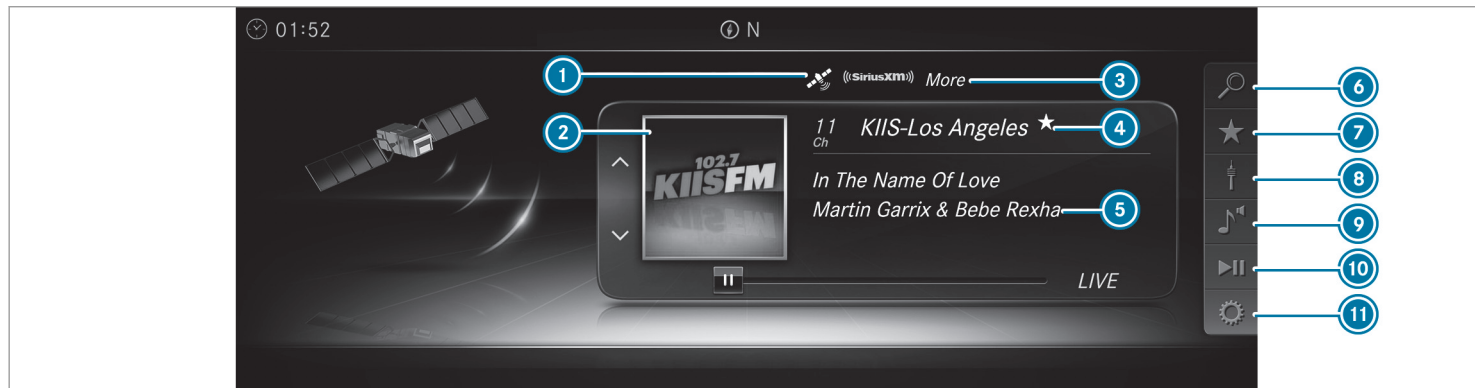 01:52
N
1
((SiriusXM))
More
3
6
2
102.7
KIISFM
11
Ch
KIIS-Los Angeles
4
7
In The Name Of Love
8
Martin Garrix & Bebe Rexha
5
9
10
LIVE
11